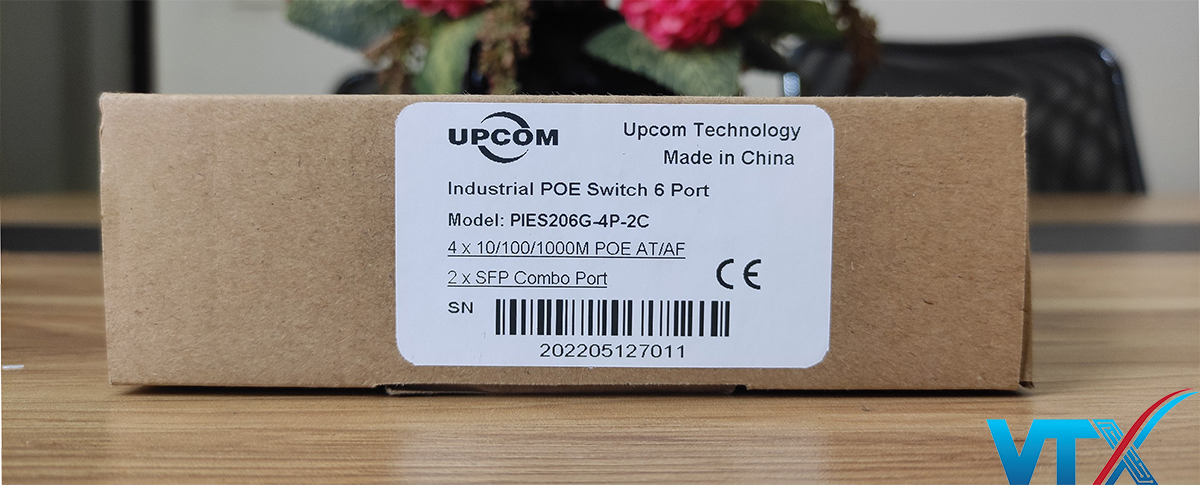 UPCOM
Upcom Technology
Made in China
Industrial POE Switch 6 Port
Model: PIES206G-4P-2C
4 x 10/100/1000M POE AT/AF
2 x SFP Combo Port
CE
SN
202205127011
VTX